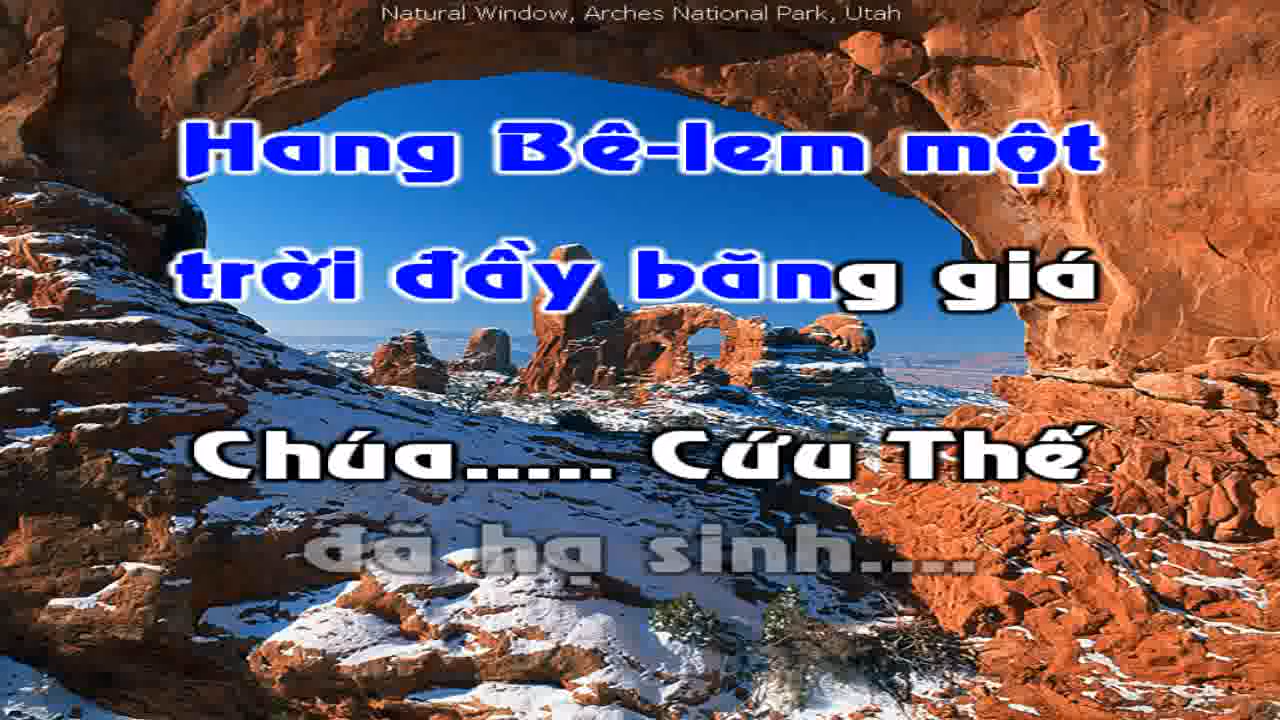 Natural Window, Arches National Park, Utah
Hang Bê-lem một
trời đầy băng giá
Chúa..... Cứu Thế
đã hạ sinh....